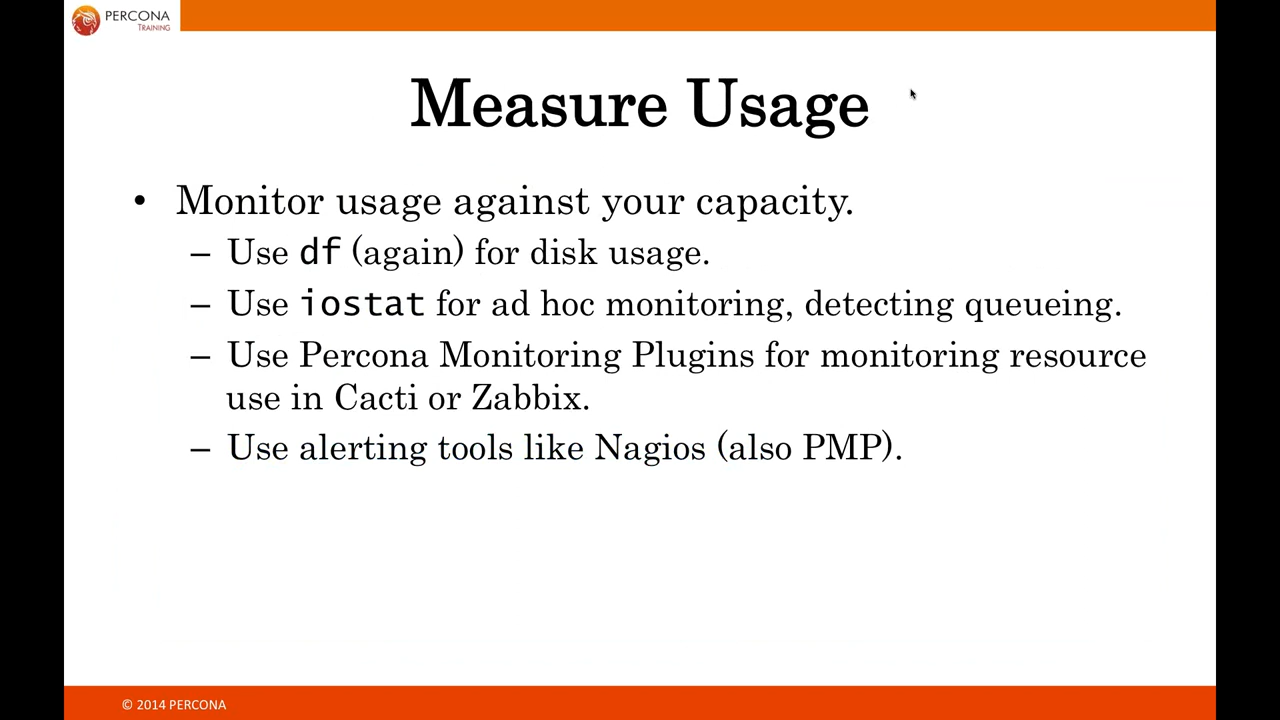 PERCONA
TRAINING
Measure Usage
• Monitor usage against your capacity.
– Use df (again) for disk usage.
– Use iostat for ad hoc monitoring, detecting queueing.
– Use Percona Monitoring Plugins for monitoring resource
use in Cacti or Zabbix.
– Use alerting tools like Nagios (also PMP).
© 2014 PERCONA